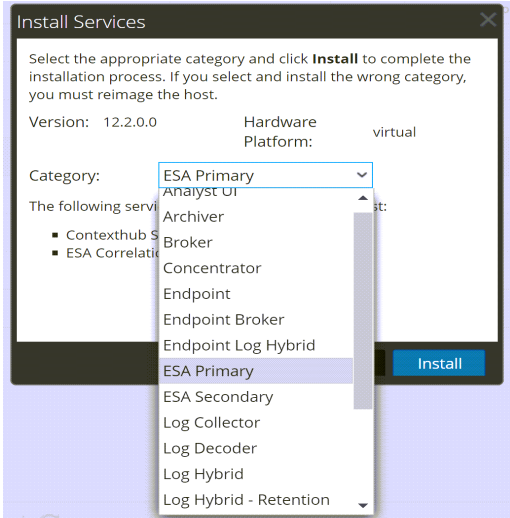 Install Services
Select the appropriate category and click Install to complete the
installation process. If you select and install the wrong category,
you must reimage the host.
Version: 12.2.0.0
Hardware
Platform:
virtual
Category:
ESA Primary
The following servi
st:
Contexthub S
ESA Correlati
Analyst UI
Archiver
Broker
Concentrator
Endpoint
Endpoint Broker
Endpoint Log Hybrid
ESA Primary
ESA Secondary
Log Collector
Log Decoder
Log Hybrid
Log Hybrid - Retention
Install